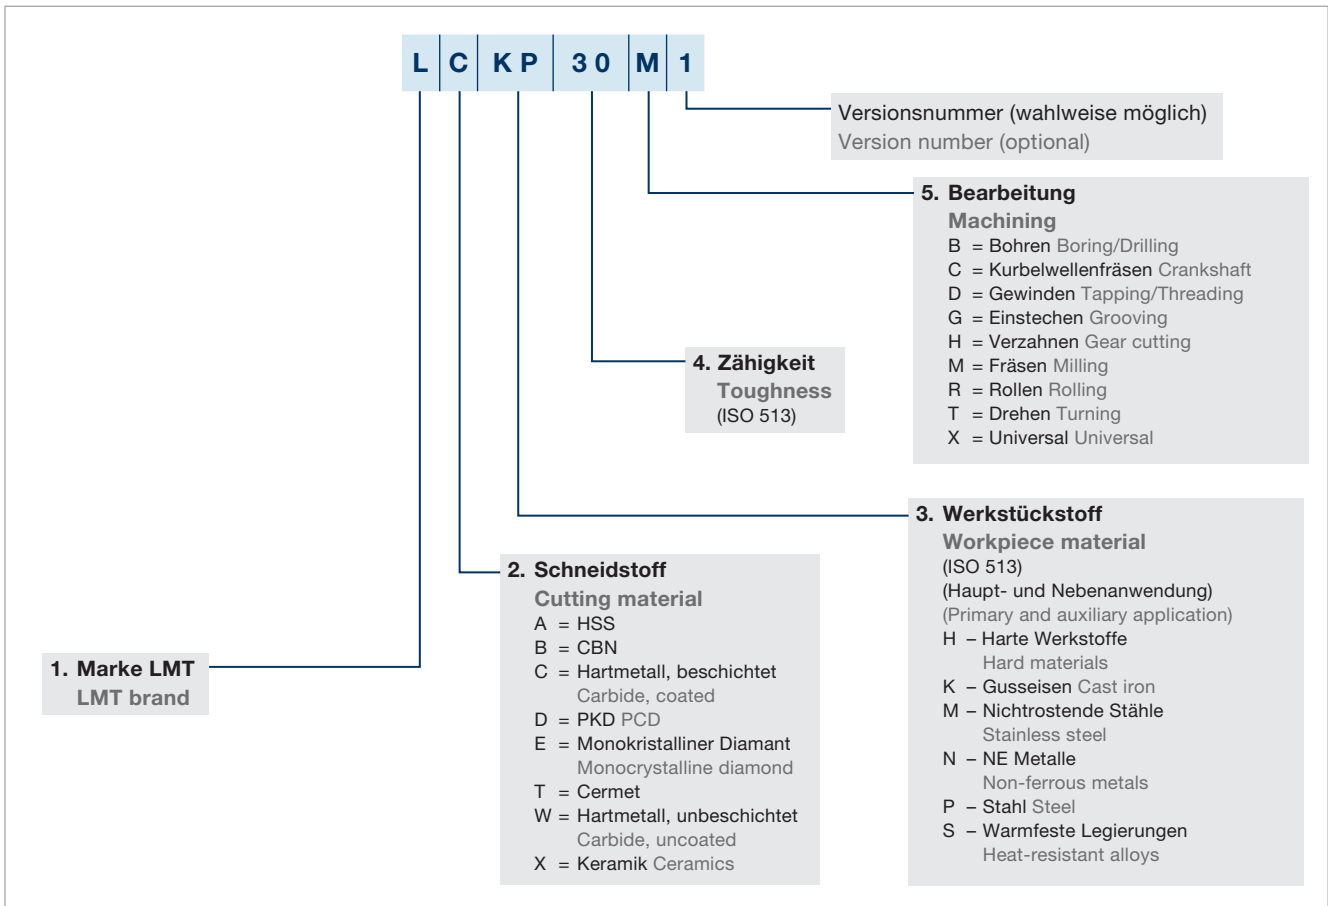 L C K P 3 0 M 1
Versionsnummer (wahlweise möglich)
Version number (optional)
5. Bearbeitung
Machining
B = Bohren Boring/Drilling
C = Kurbelwellenfräsen Crankshaft
D = Gewinden Tapping/Threading
G = Einstechen Grooving
H = Verzahnen Gear cutting
M = Fräsen Milling
R = Rollen Rolling
T = Drehen Turning
X = Universal Universal
4. Zähigkeit
Toughness
(ISO 513)
3. Werkstückstoff
Workpiece material
(ISO 513)
(Haupt- und Nebenanwendung)
(Primary and auxiliary application)
H – Harte Werkstoffe
Hard materials
K – Gusseisen Cast iron
M – Nichtrostende Stähle
Stainless steel
N – NE Metalle
Non-ferrous metals
P – Stahl Steel
S – Warmfeste Legierungen
Heat-resistant alloys
2. Schneidstoff
Cutting material
A = HSS
B = CBN
C = Hartmetall, beschichtet
Carbide, coated
D = PKD PCD
E = Monokristalliner Diamant
Monocrystalline diamond
T = Cermet
W = Hartmetall, unbeschichtet
Carbide, uncoated
X = Keramik Ceramics
1. Marke LMT
LMT brand